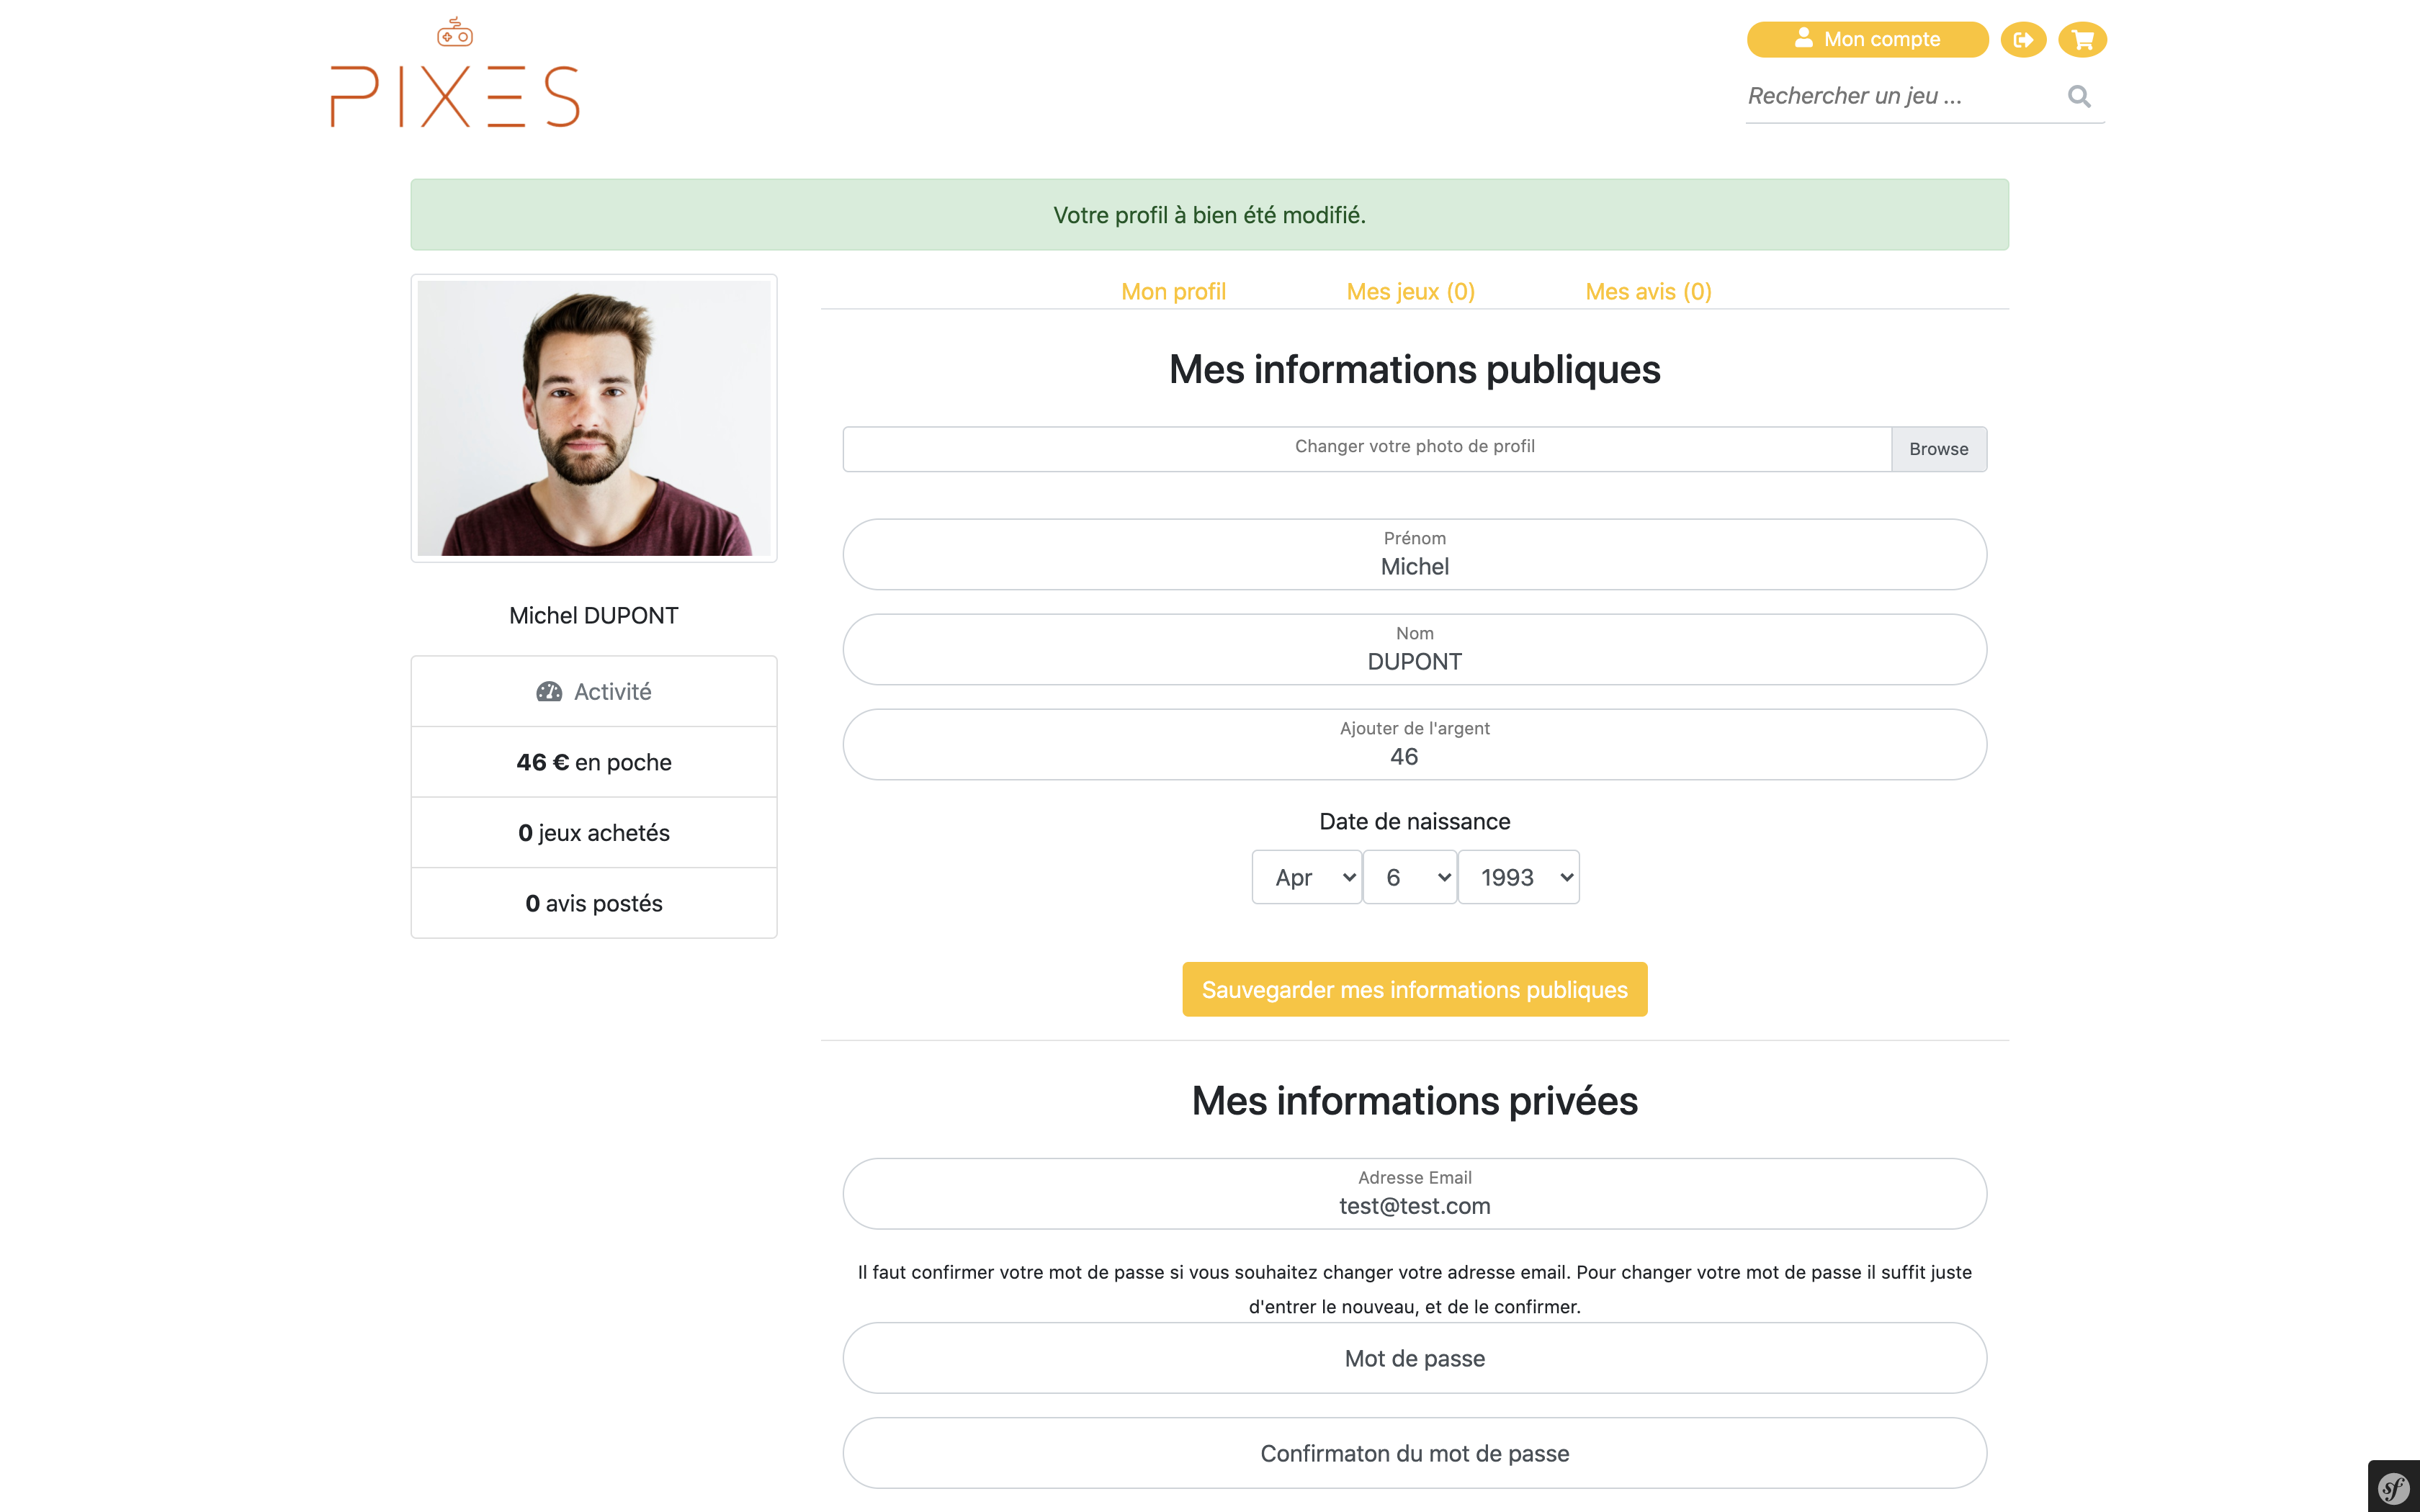 PIXES
Mon compte
Rechercher un jeu ...
Votre profil à bien été modifié.
Mon profil
Mes jeux (0)
Mes avis (0)
Mes informations publiques
Changer votre photo de profil
Browse
Prénom
Michel
Nom
DUPONT
Ajouter de l'argent
46
Date de naissance
Apr
6
1993
Sauvegarder mes informations publiques
Michel DUPONT
Activité
46 € en poche
0 jeux achetés
0 avis postés
Mes informations privées
Adresse Email
test@test.com
Il faut confirmer votre mot de passe si vous souhaitez changer votre adresse email. Pour changer votre mot de passe il suffit juste
d'entrer le nouveau, et de le confirmer.
Mot de passe
Confirmaton du mot de passe
sf